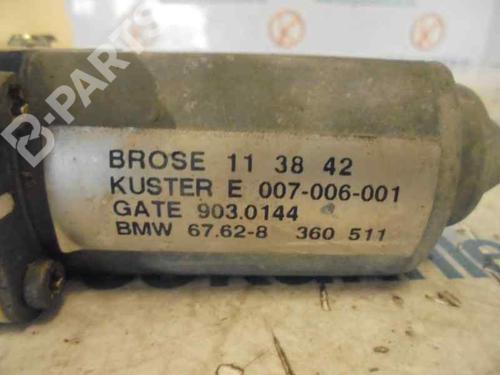 BROSE 11 38 42
KUSTER E 007-006-001
GATE 903.0144
BMW 67.62-8 360 511
B-PARTS